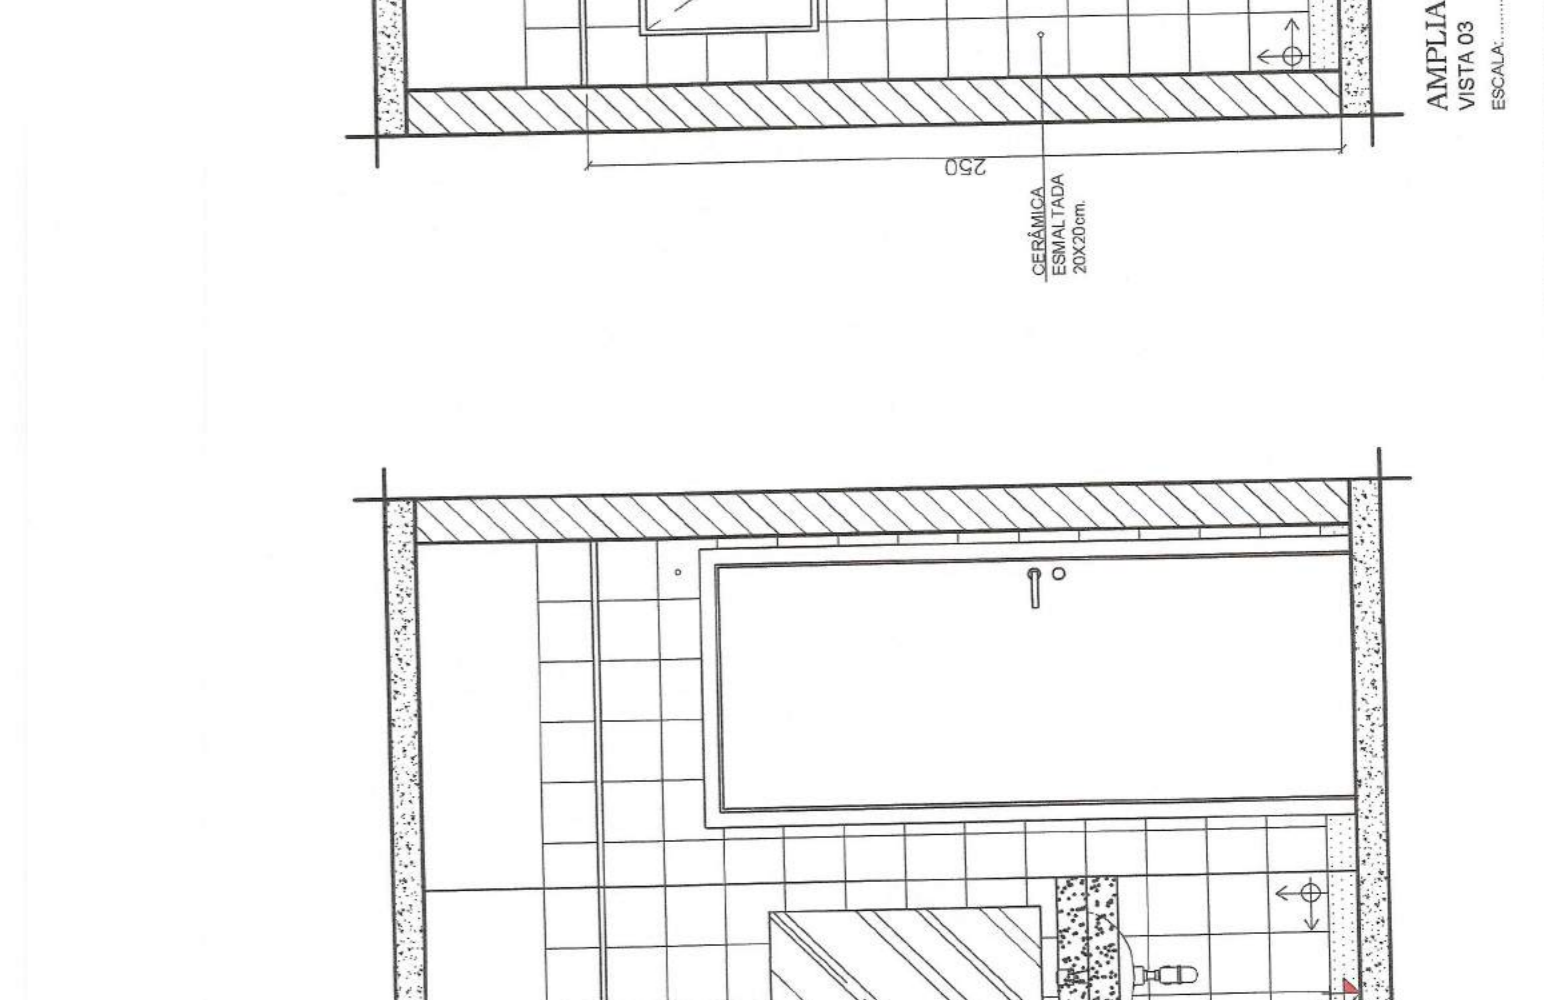 250
CERÂMICA
ESMALTADA
20X20cm.
AMPLIA
VISTA 03
ESCALA:..........